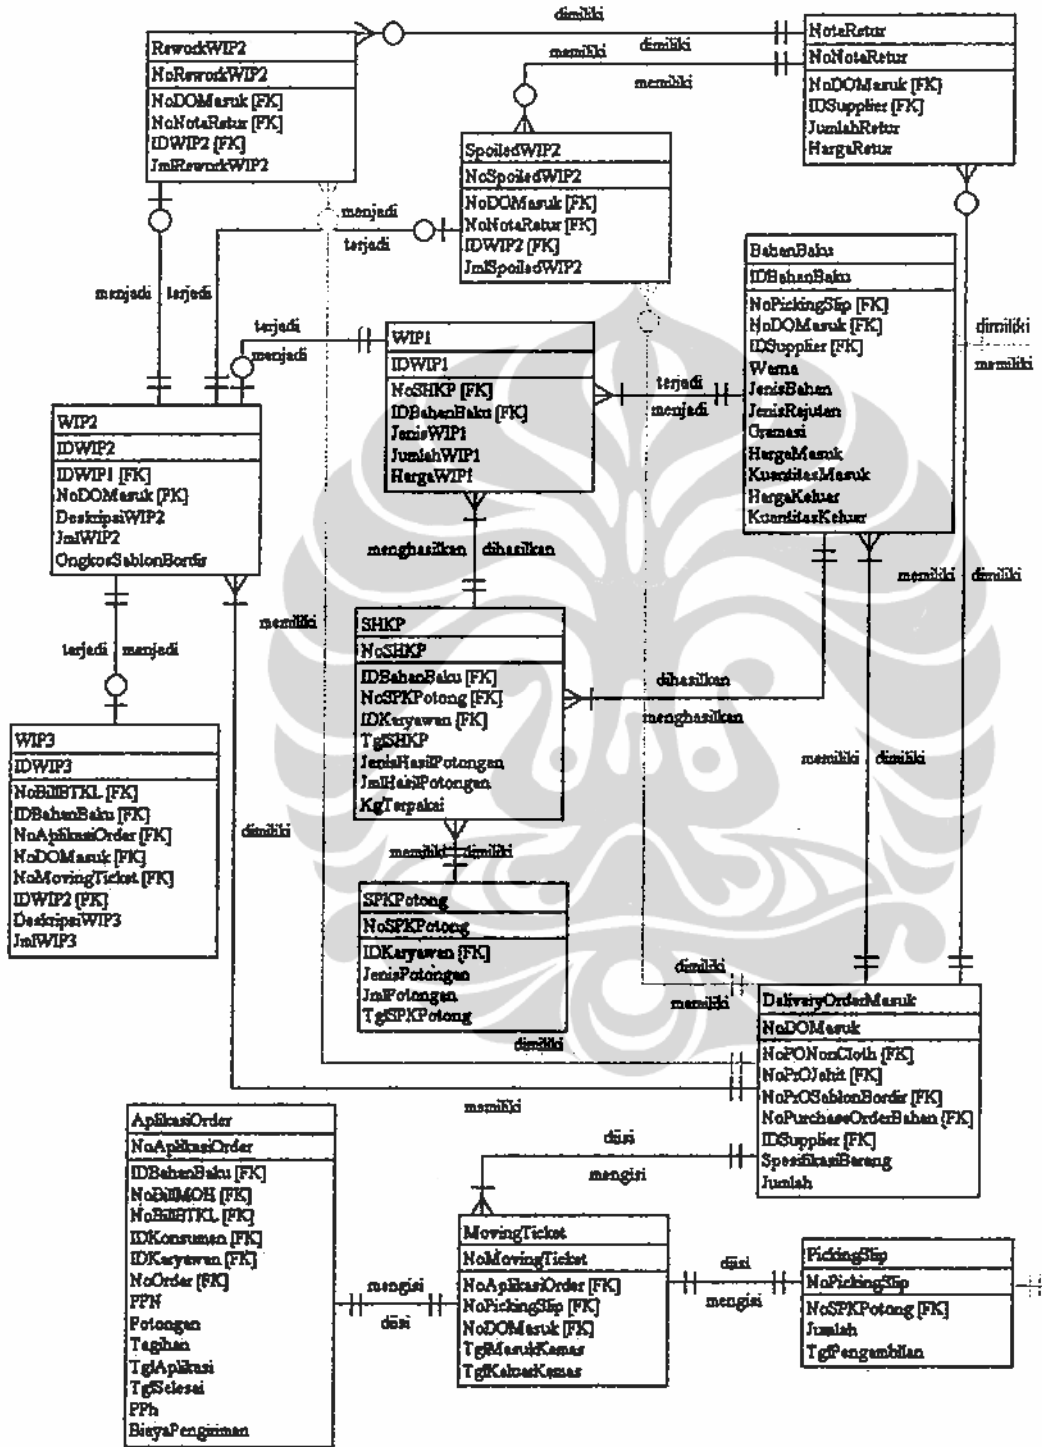 dimiliki
ReworkWIP2
NoReworkWIP2
NoDOMasuk [FK]
NoNotaRetur [FK]
IDWIP2 [FK]
JmlReworkWIP2
memiliki
dimiliki
memiliki
NotaRetur
NoNotaRetur
NoDOMasuk [FK]
IDSupplier [FK]
JumlahRetur
HargaRetur
SpoiledWIP2
NoSpoiledWIP2
NoDOMasuk [FK]
NoNotaRetur [FK]
IDWIP2 [FK]
JmlSpoiledWIP2
menjadi
terjadi
menjadi
terjadi
BahanBaku
IDBahanBaku
NoPickingSlip [FK]
NoDOMasuk [FK]
IDSupplier [FK]
Warna
JenisBahan
JenisRajutan
Gramasi
HargaMasuk
KuantitasMasuk
HargaKeluar
KuantitasKeluar
dimiliki
memiliki
terjadi
menjadi
WIP1
IDWIP1
NoSHKP [FK]
IDBahanBaku [FK]
JenisWIP1
JumlahWIP1
HargaWIP1
terjadi
menjadi
WIP2
IDWIP2
IDWIP1 [FK]
NoDOMasuk [FK]
DeskripsiWIP2
JmlWIP2
OngkosSablonBordir
menghasilkan
dihasilkan
memiliki
dimiliki
memiliki
SHKP
NoSHKP
IDBahanBaku [FK]
NoSPKPotong [FK]
IDKaryawan [FK]
TglSHKP
JenisHasilPotongan
JmlHasilPotongan
KgTerpakai
terjadi
menjadi
dihasilkan
menghasilkan
WIP3
IDWIP3
NoBillBTKL [FK]
IDBahanBaku [FK]
NoAplikasiOrder [FK]
NoDOMasuk [FK]
NoMovingTicket [FK]
IDWIP2 [FK]
DeskripsiWIP3
JmlWIP3
memiliki
dimiliki
dimiliki
memiliki
dimiliki
SPKPotong
NoSPKPotong
IDKaryawan [FK]
JenisPotongan
JmlPotongan
TglSPKPotong
dimiliki
memiliki
dimiliki
memiliki
DeliveryOrderMasuk
NoDOMasuk
NoPONonCloth [FK]
NoPrOJahit [FK]
NoPrOSablonBordir [FK]
NoPurchaseOrderBahan [FK]
IDSupplier [FK]
SpesifikasiBarang
Jumlah
diisi
mengisi
AplikasiOrder
NoAplikasiOrder
IDBahanBaku [FK]
NoBillMOH [FK]
NoBillBTKL [FK]
IDKonsumen [FK]
IDKaryawan [FK]
NoOrder [FK]
PPN
Potongan
Tagihan
TglAplikasi
TglSelesai
PPh
BiayaPengiriman
mengisi
diisi
MovingTicket
NoMovingTicket
NoAplikasiOrder [FK]
NoPickingSlip [FK]
NoDOMasuk [FK]
TglMasukKemas
TglKeluarKemas
diisi
mengisi
PickingSlip
NoPickingSlip
NoSPKPotong [FK]
Jumlah
TglPengambilan